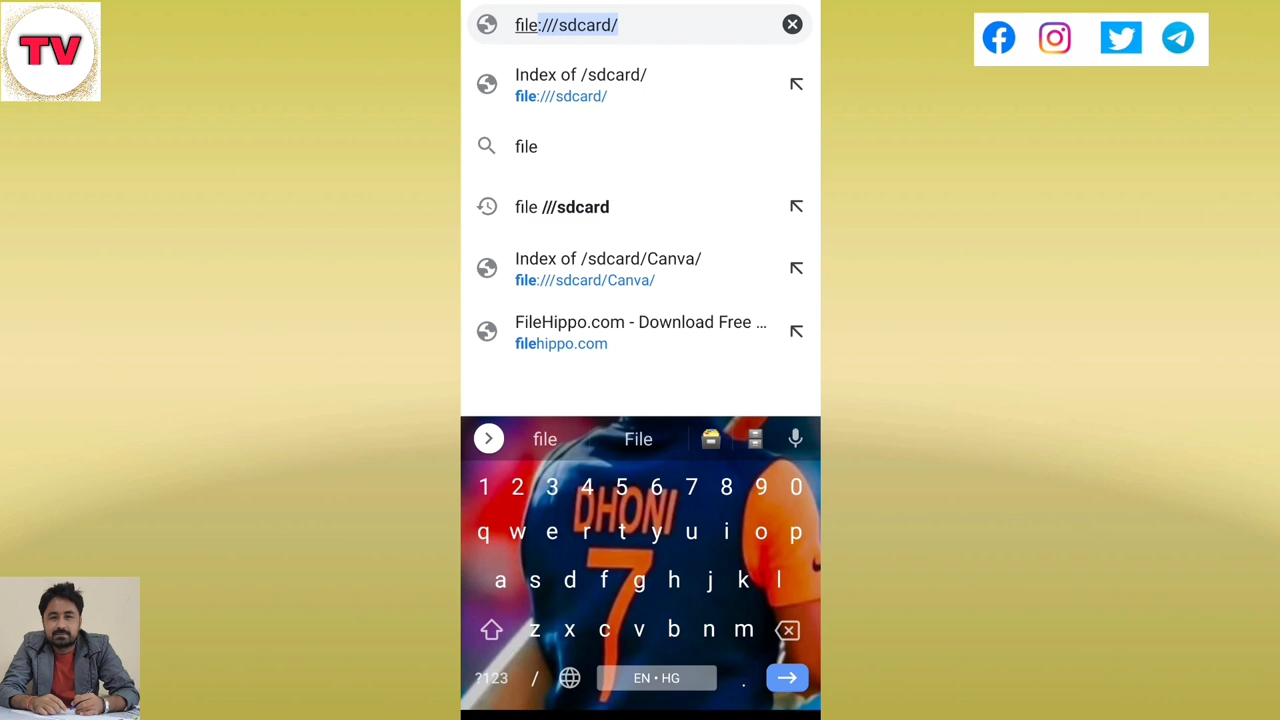 TV
file:///sdcard/
Index of /sdcard/
file:///sdcard/
file
file ///sdcard
Index of /sdcard/Canva/
file:///sdcard/Canva/
FileHippo.com - Download Free ...
filehippo.com
file File
1 2 3 4 5 6 7 8 9 0
DHONI
q w e r t y u i o p
7
a s d f g h j k l
z x c v b n m
?123 / EN • HG .